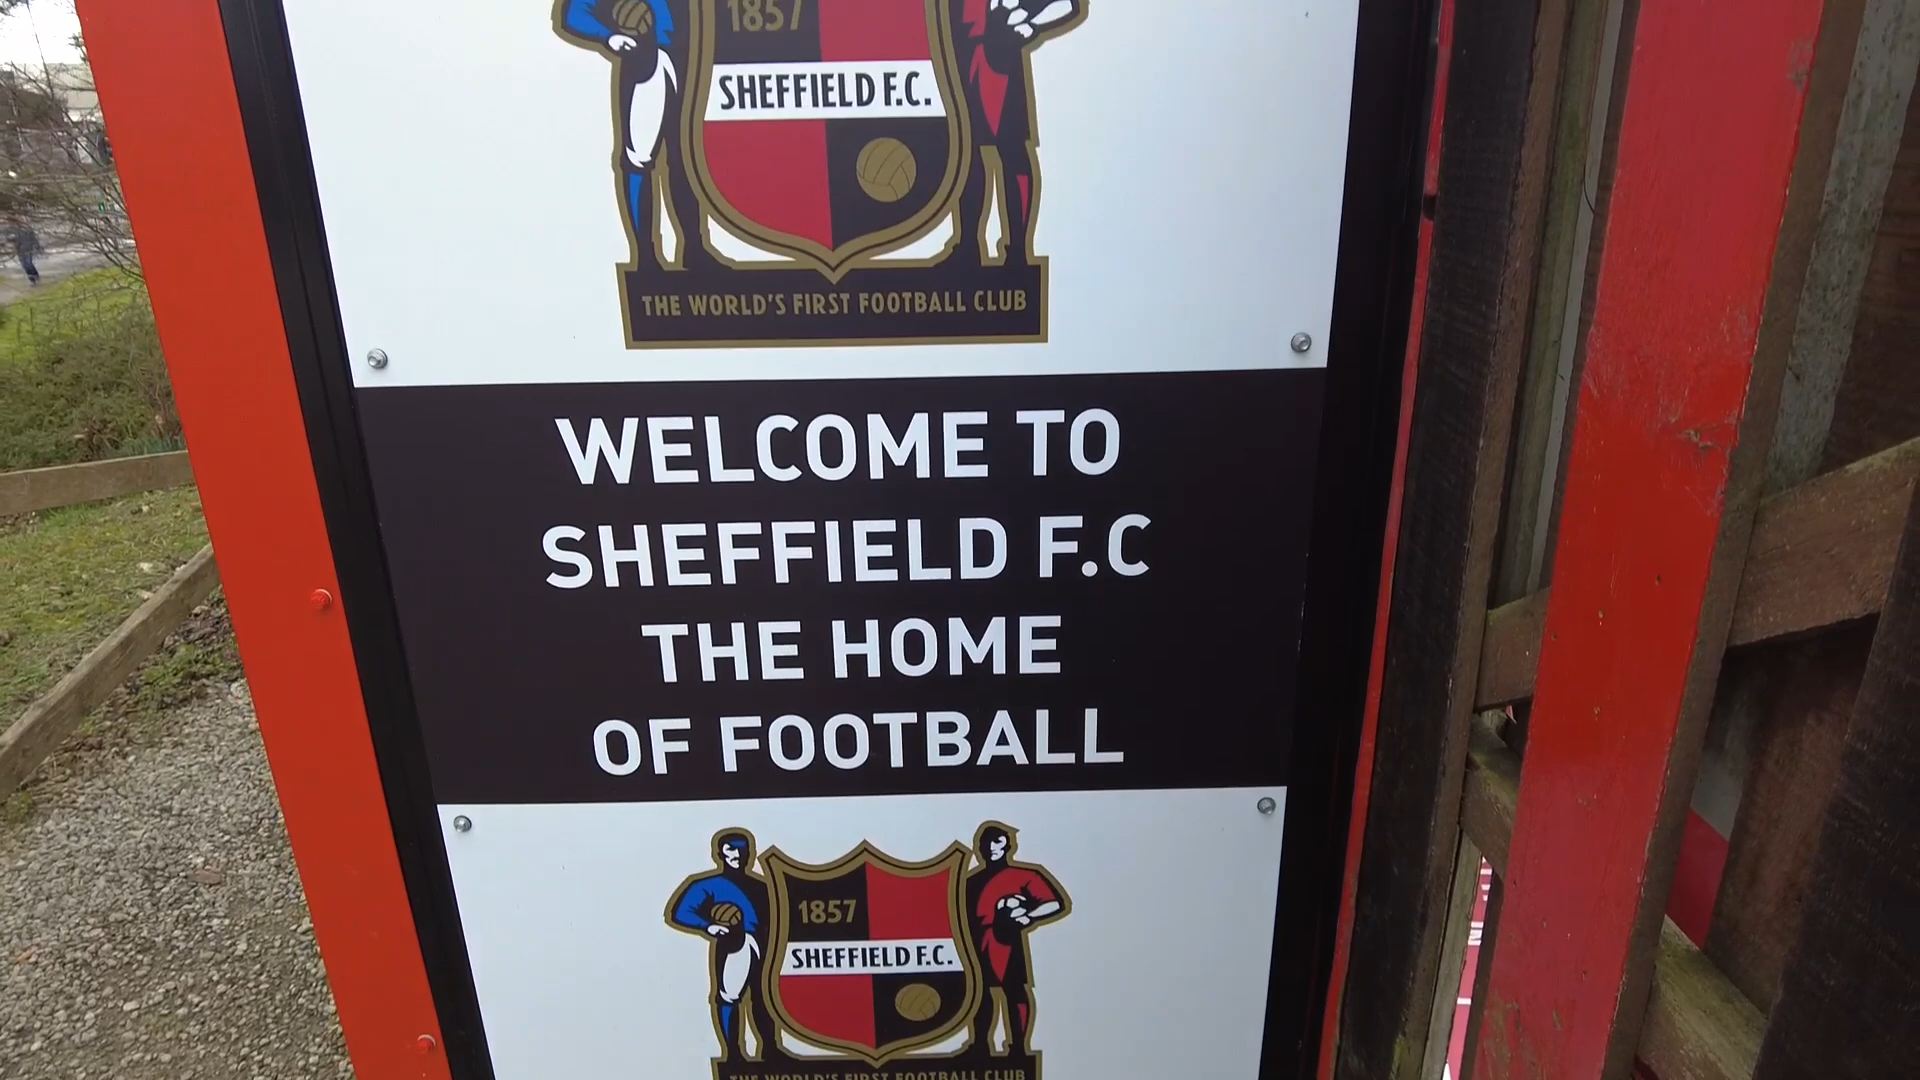 1857
SHEFFIELD F.C.
THE WORLD'S FIRST FOOTBALL CLUB
WELCOME TO
SHEFFIELD F.C
THE HOME
OF FOOTBALL
1857
SHEFFIELD F.C.
THE WORLD'S FIRST FOOTBALL CLUB